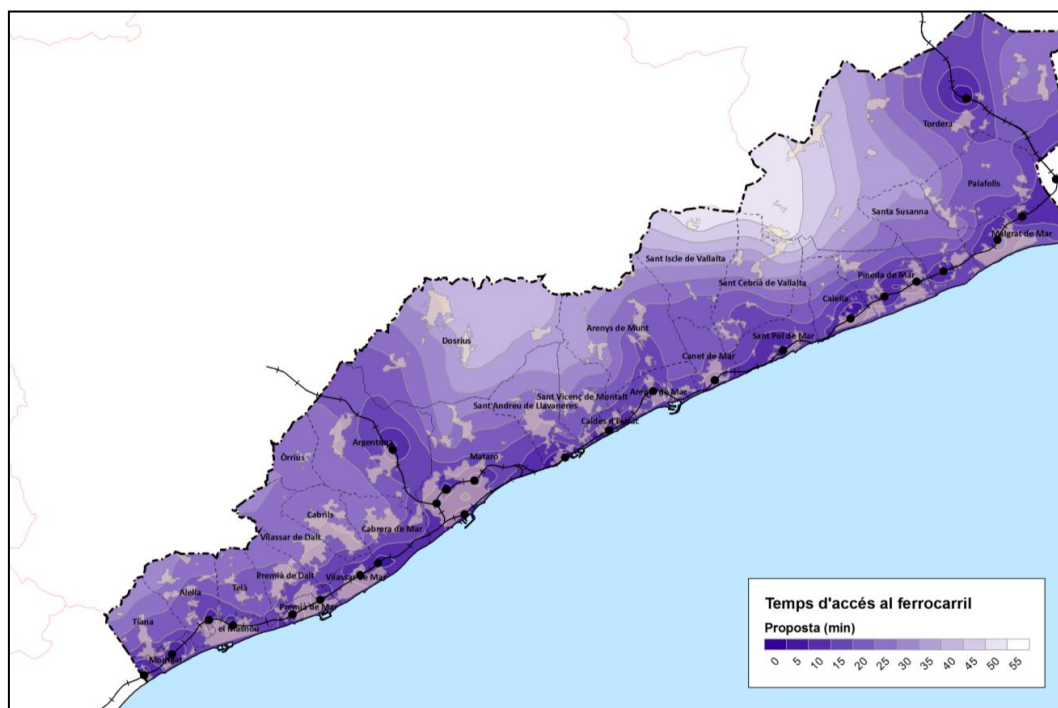 Tordera
Palafolls
Santa Susanna
Malgrat de Mar
Sant Iscle de Vallalta
Pineda de Mar
Sant Cebrià de Vallalta
Calella
Arenys de Munt
Sant Pol de Mar
Dosrius
Canet de Mar
Arenys de Mar
Sant Vicenç de Montalt
Sant'Andreu de Llavaneres
Caldes d'Estrac
Argentona
Mataró
Òrrius
Cabrils
Cabrera de Mar
Vilassar de Dalt
Premià de Dalt
Vilassar de Mar
Teià
Alella
Premià de Mar
Tiana
el Masnou
Montgat
Temps d'accés al ferrocarril
Proposta (min)
0 5 10 15 20 25 30 35 40 45 50 55